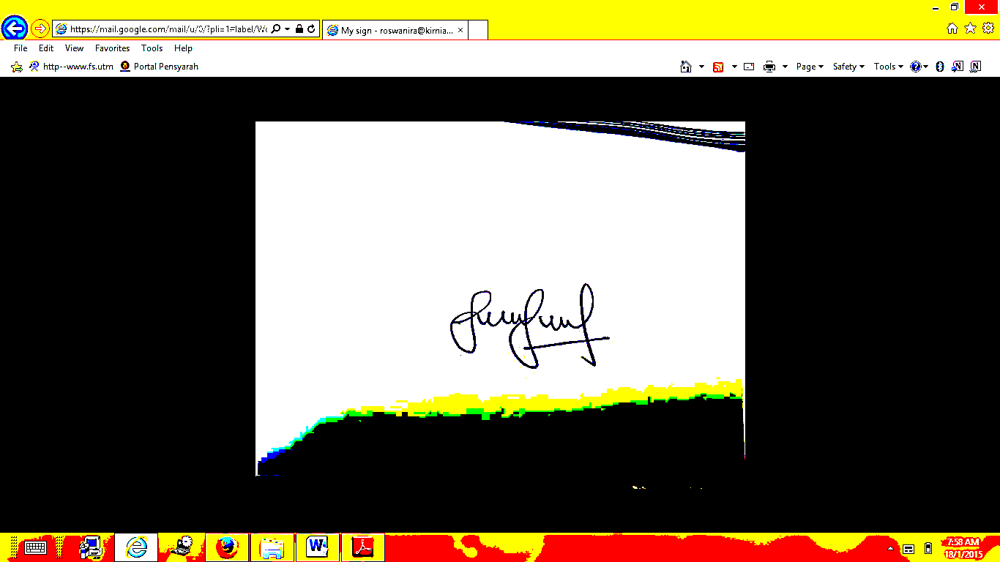 https://mail.google.com/mail/u/0/?pli=1#label/Wo
My sign - roswanira@kimia...
File Edit View Favorites Tools Help
http--www.fs.utm Portal Pensyarah
Page Safety Tools
7:58 AM
18/1/2015